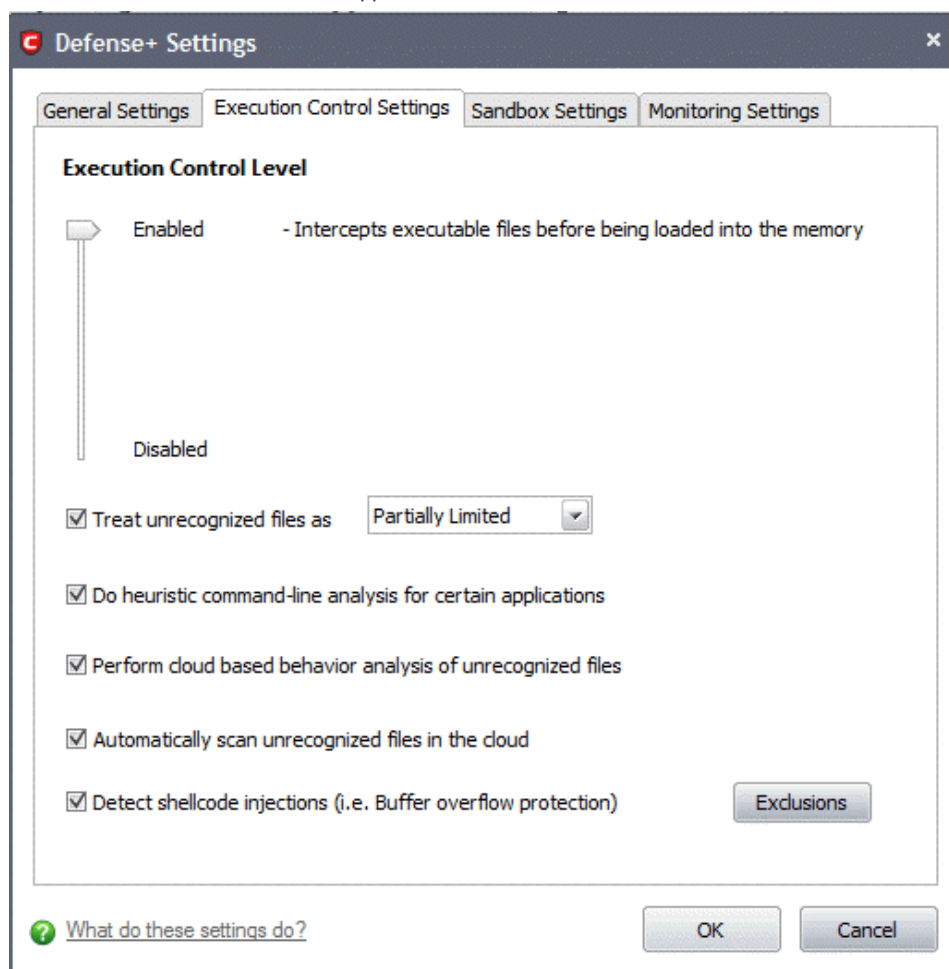 Defense+ Settings
General Settings Execution Control Settings Sandbox Settings Monitoring Settings
Execution Control Level
Enabled - Intercepts executable files before being loaded into the memory
Disabled
Treat unrecognized files as Partially Limited
Do heuristic command-line analysis for certain applications
Perform cloud based behavior analysis of unrecognized files
Automatically scan unrecognized files in the cloud
Detect shellcode injections (i.e. Buffer overflow protection) Exclusions
What do these settings do? OK Cancel